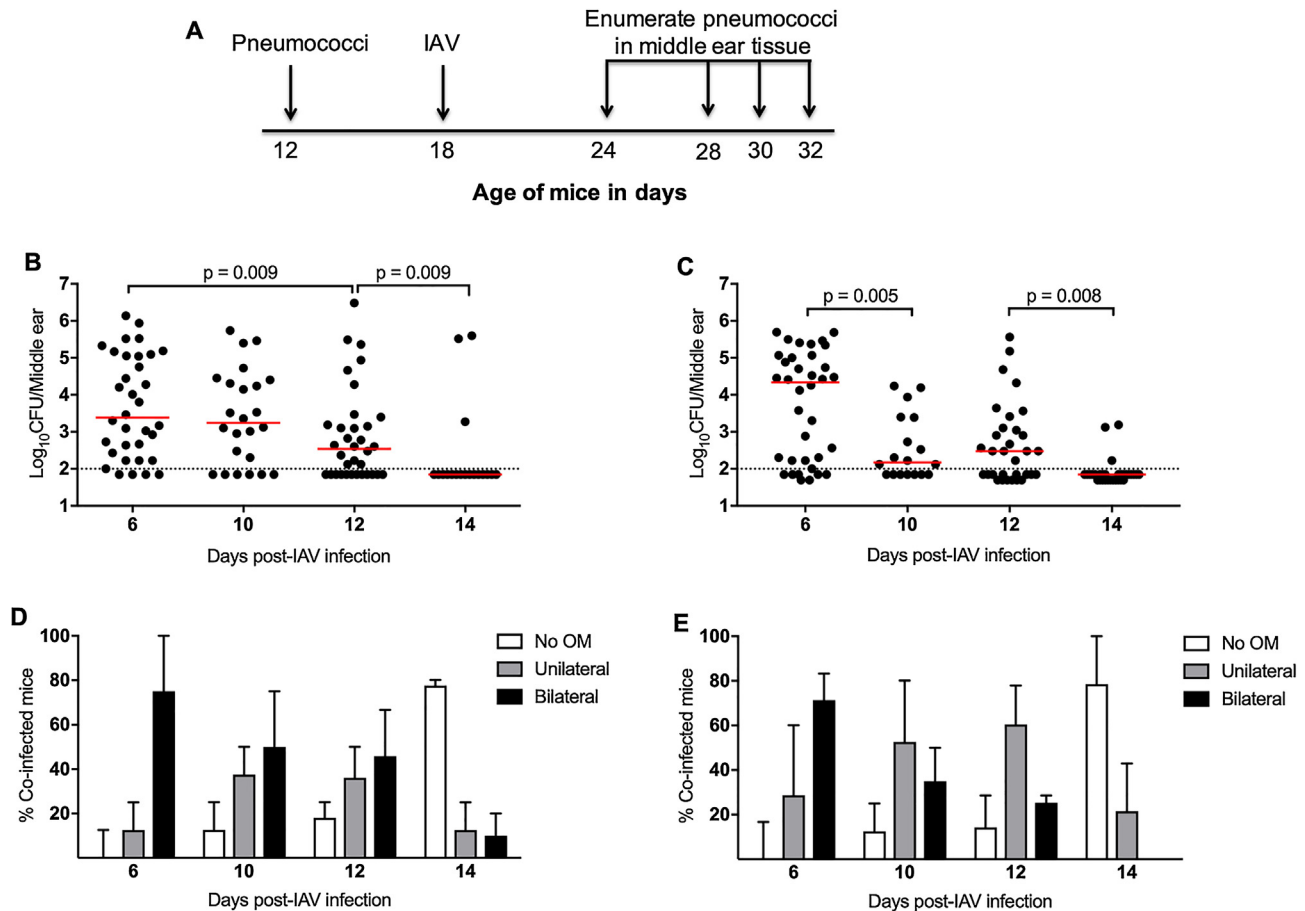 A
Pneumococci
IAV
Enumerate pneumococci
in middle ear tissue
12 18 24 28 30 32
Age of mice in days
B
p = 0.009 p = 0.009
7
6
5
4
3
2
1
Log10CFU/Middle ear
6 10 12 14
Days post-IAV infection
C
p = 0.005 p = 0.008
7
6
5
4
3
2
1
Log10CFU/Middle ear
6 10 12 14
Days post-IAV infection
D
100
80
60
40
20
% Co-infected mice
6 10 12 14
Days post-IAV infection
No OM
Unilateral
Bilateral
E
100
80
60
40
20
% Co-infected mice
6 10 12 14
Days post-IAV infection
No OM
Unilateral
Bilateral